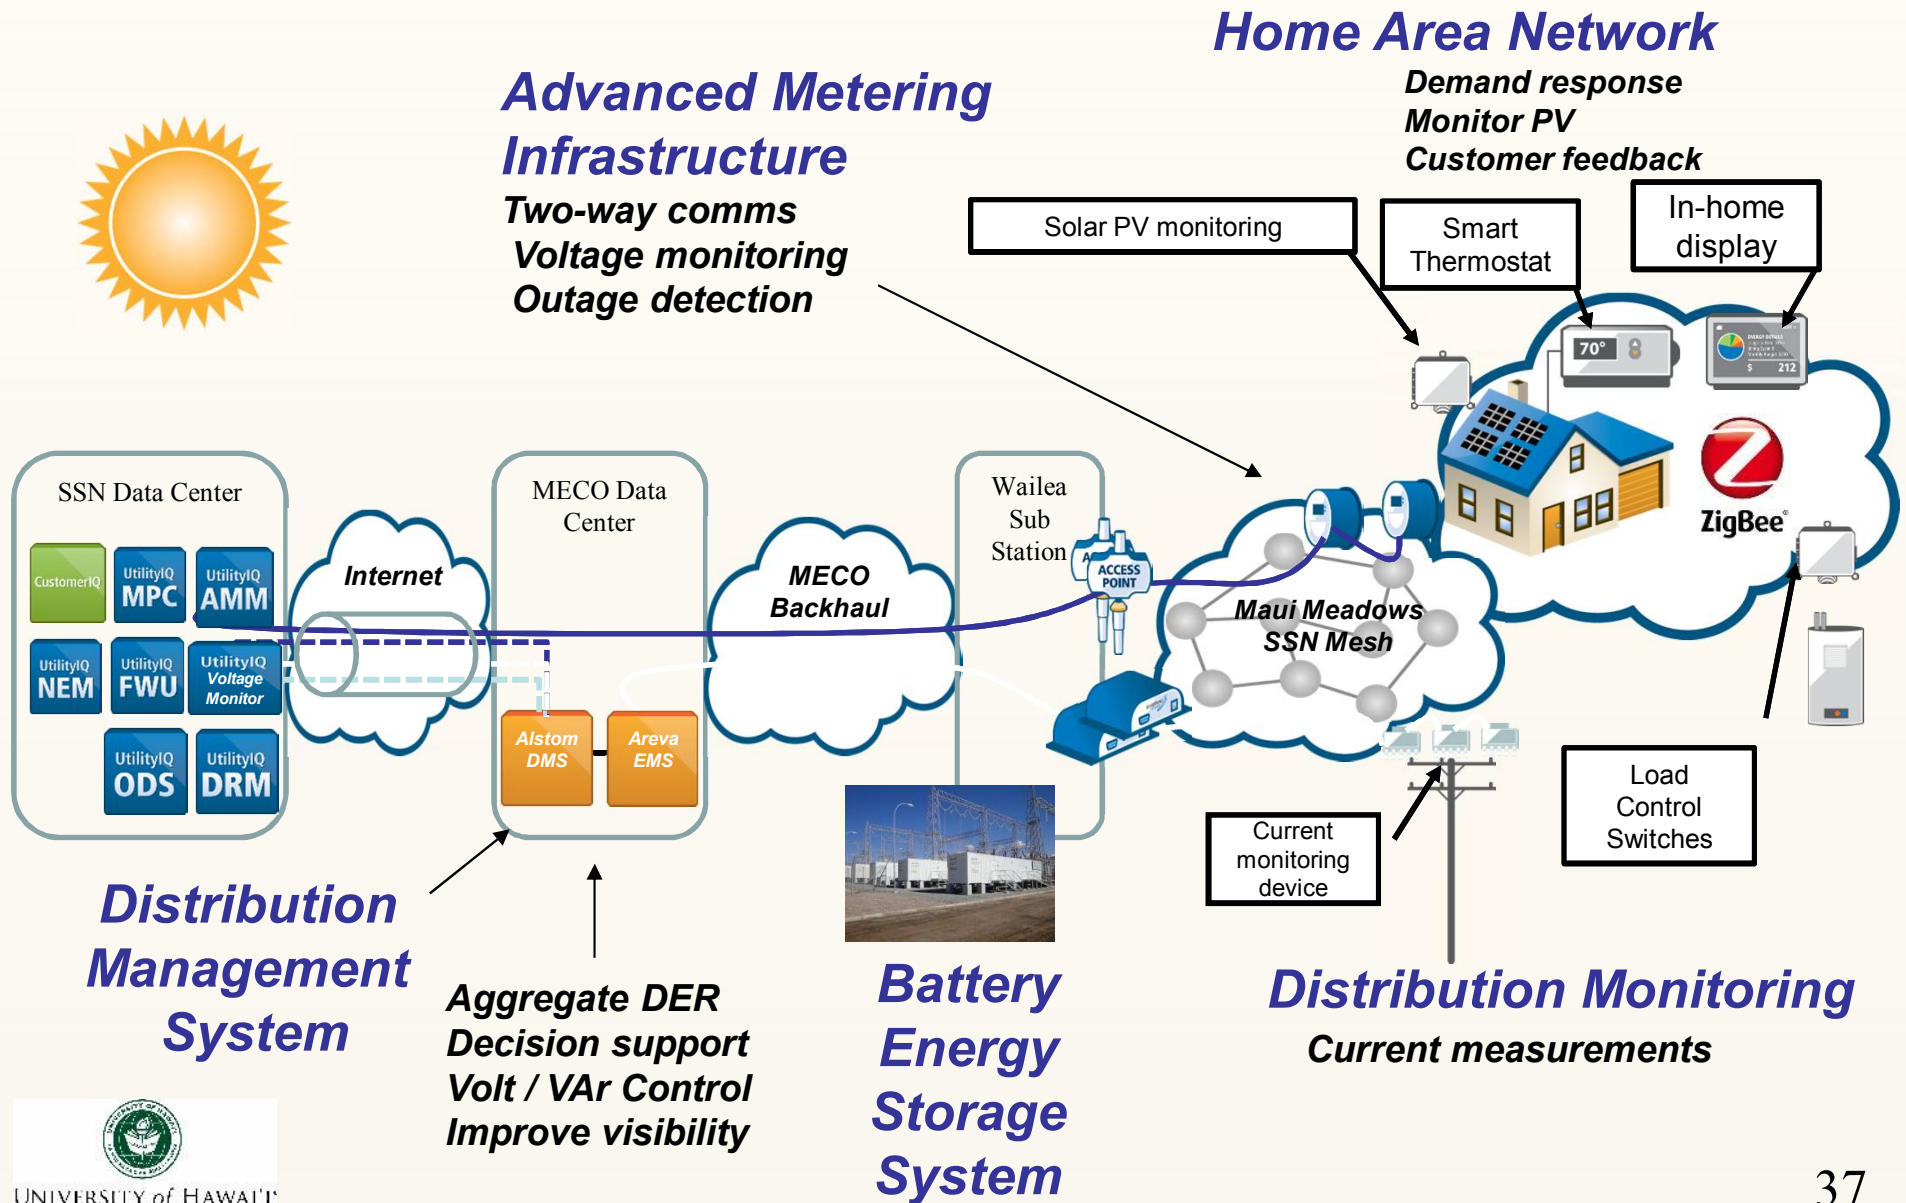 Home Area Network
Demand response
Monitor PV
Customer feedback
Advanced Metering
Infrastructure
Two-way comms
Voltage monitoring
Outage detection
Solar PV monitoring
Smart
Thermostat
In-home
display
70°
ENERGY DETAILS
$ 212
ZigBee®
SSN Data Center
CustomerIQ
UtilityIQ
MPC
UtilityIQ
AMM
UtilityIQ
NEM
UtilityIQ
FWU
UtilityIQ
Voltage
Monitor
UtilityIQ
ODS
UtilityIQ
DRM
Internet
MECO Data
Center
Alstom
DMS
Areva
EMS
MECO
Backhaul
Wailea
Sub
Station
A
ACCESS
POINT
Maui Meadows
SSN Mesh
Current
monitoring
device
Load
Control
Switches
Distribution
Management
System
Aggregate DER
Decision support
Volt / VAr Control
Improve visibility
Battery
Energy
Storage
System
Distribution Monitoring
Current measurements
UNIVERSITY of HAWAI'I
37